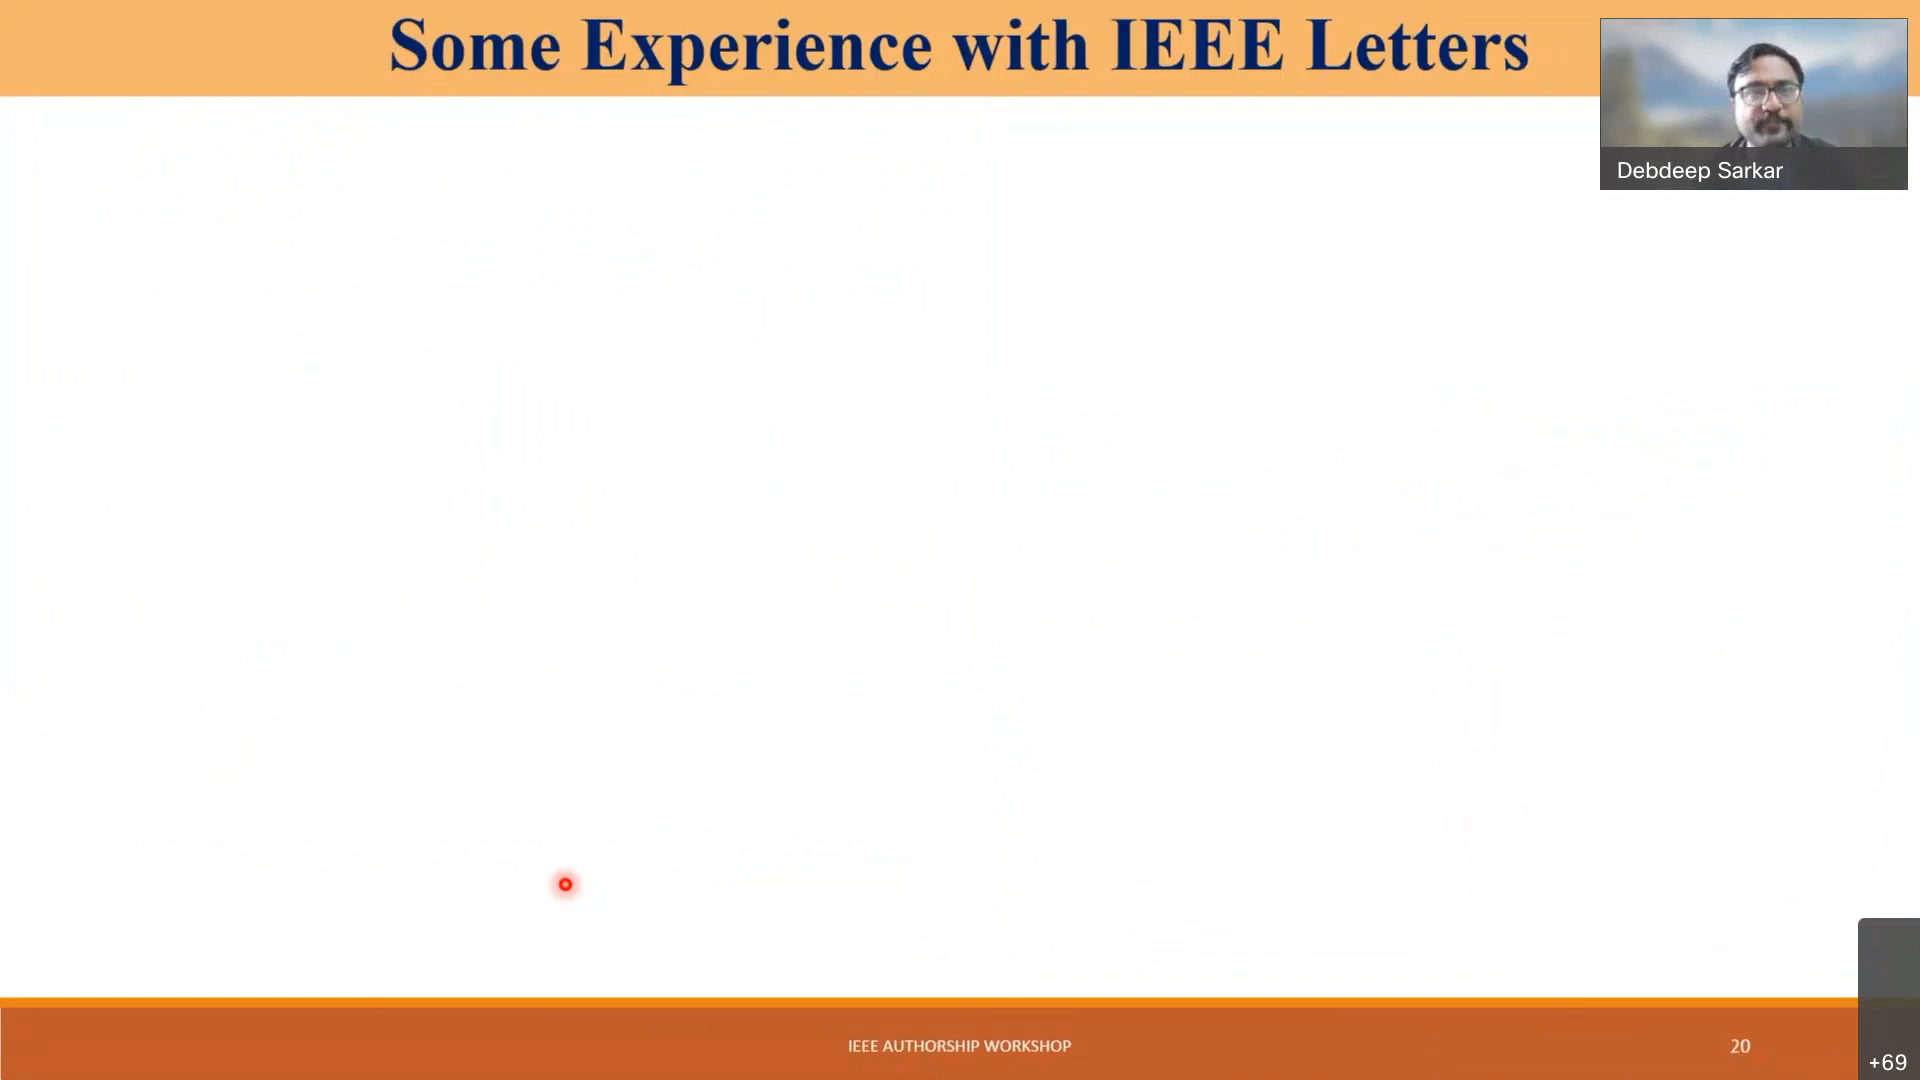 Some Experience with IEEE Letters
Debdeep Sarkar
IEEE AUTHORSHIP WORKSHOP
20
+69